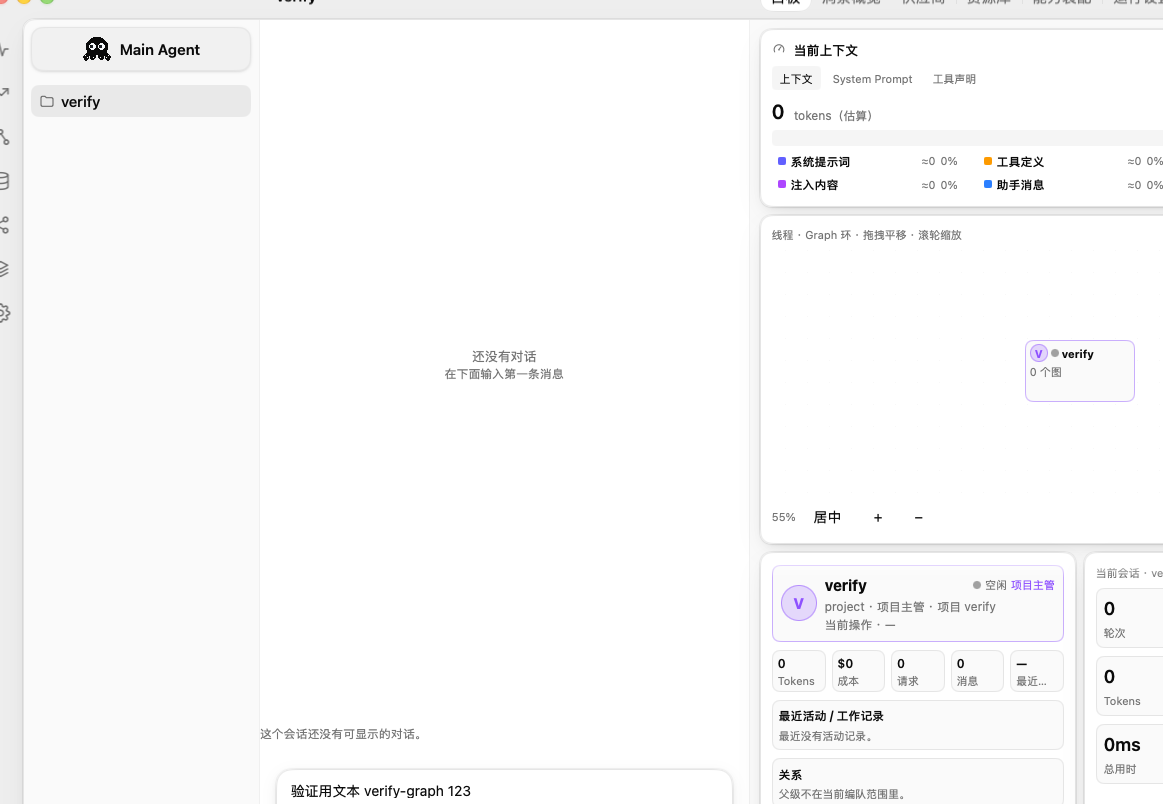 Main Agent
verify
还没有对话
在下面输入第一条消息
这个会话还没有可显示的对话。
验证用文本 verify-graph 123
当前上下文
上下文 System Prompt 工具声明
0 tokens（估算）
系统提示词 ≈0 0% 工具定义 ≈0 0%
注入内容 ≈0 0% 助手消息 ≈0 0%
线程 · Graph 环 · 拖拽平移 · 滚轮缩放
V verify
0 个图
55% 居中 + −
V verify 空闲 项目主管
project · 项目主管 · 项目 verify
当前操作 · —
0 $0 0 0 —
Tokens 成本 请求 消息 最近...
最近活动 / 工作记录
最近没有活动记录。
关系
父级不在当前编队范围里。
当前会话 · ve
0
轮次
0
Tokens
0ms
总用时